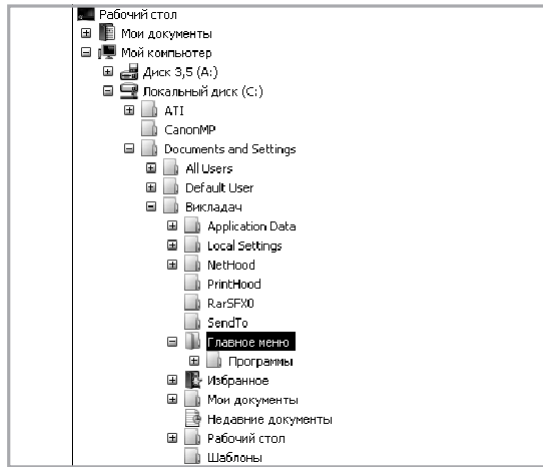 Рабочий стол
Мои документы
Мой компьютер
Диск 3,5 (A:)
Локальный диск (C:)
ATI
CanonMP
Documents and Settings
All Users
Default User
Викладач
Application Data
Local Settings
NetHood
PrintHood
RarSFX0
SendTo
Главное меню
Программы
Избранное
Мои документы
Недавние документы
Рабочий стол
Шаблоны